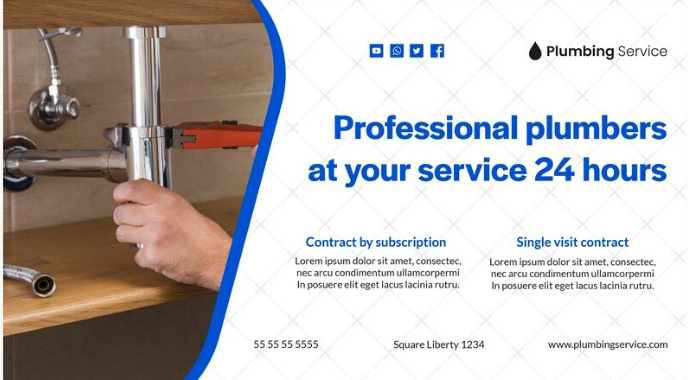 Plumbing Service
Professional plumbers
at your service 24 hours
Contract by subscription
Lorem ipsum dolor sit amet, consectec,
nec arcu condimentum ullamcorpermi
In posuere elit eget lacus lacinia rutru.
Single visit contract
Lorem ipsum dolor sit amet, consectec,
nec arcu condimentum ullamcorpermi
In posuere elit eget lacus lacinia rutru.
55 55 55 5555
Square Liberty 1234
www.plumbingservice.com